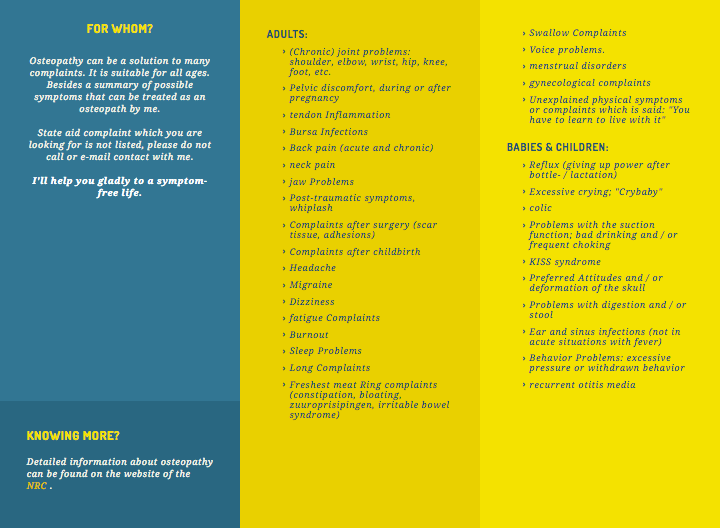 FOR WHOM?
Osteopathy can be a solution to many
complaints. It is suitable for all ages.
Besides a summary of possible
symptoms that can be treated as an
osteopath by me.
State aid complaint which you are
looking for is not listed, please do not
call or e-mail contact with me.
I'll help you gladly to a symptom-
free life.
KNOWING MORE?
Detailed information about osteopathy
can be found on the website of the
NRC .
ADULTS:
› (Chronic) joint problems:
shoulder, elbow, wrist, hip, knee,
foot, etc.
› Pelvic discomfort, during or after
pregnancy
› tendon Inflammation
› Bursa Infections
› Back pain (acute and chronic)
› neck pain
› jaw Problems
› Post-traumatic symptoms,
whiplash
› Complaints after surgery (scar
tissue, adhesions)
› Complaints after childbirth
› Headache
› Migraine
› Dizziness
› fatigue Complaints
› Burnout
› Sleep Problems
› Long Complaints
› Freshest meat Ring complaints
(constipation, bloating,
zuuroprisipingen, irritable bowel
syndrome)
› Swallow Complaints
› Voice problems.
› menstrual disorders
› gynecological complaints
› Unexplained physical symptoms
or complaints which is said: "You
have to learn to live with it"
BABIES & CHILDREN:
› Reflux (giving up power after
bottle- / lactation)
› Excessive crying; "Crybaby"
› colic
› Problems with the suction
function; bad drinking and / or
frequent choking
› KISS syndrome
› Preferred Attitudes and / or
deformation of the skull
› Problems with digestion and / or
stool
› Ear and sinus infections (not in
acute situations with fever)
› Behavior Problems: excessive
pressure or withdrawn behavior
› recurrent otitis media